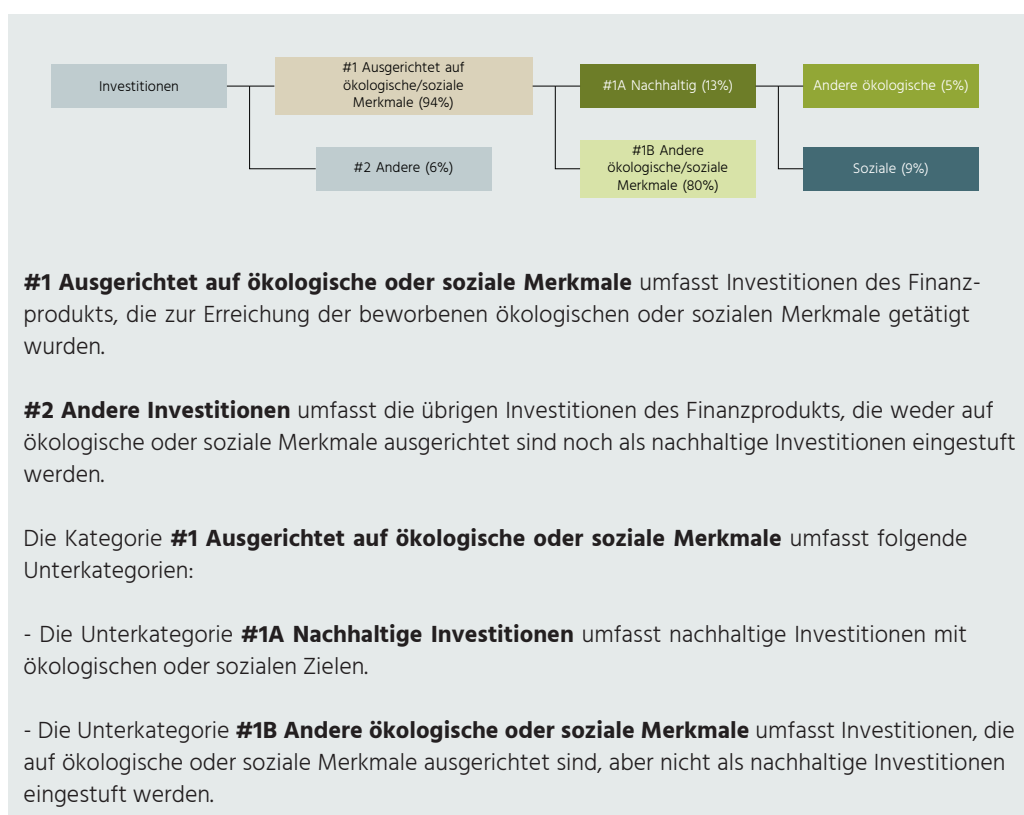 Investitionen
#1 Ausgerichtet auf
ökologische/soziale
Merkmale (94%)
#1A Nachhaltig (13%)
Andere ökologische (5%)
#2 Andere (6%)
#1B Andere
ökologische/soziale
Merkmale (80%)
Soziale (9%)
#1 Ausgerichtet auf ökologische oder soziale Merkmale umfasst Investitionen des Finanz-
produkts, die zur Erreichung der beworbenen ökologischen oder sozialen Merkmale getätigt
wurden.
#2 Andere Investitionen umfasst die übrigen Investitionen des Finanzprodukts, die weder auf
ökologische oder soziale Merkmale ausgerichtet sind noch als nachhaltige Investitionen eingestuft
werden.
Die Kategorie #1 Ausgerichtet auf ökologische oder soziale Merkmale umfasst folgende
Unterkategorien:
- Die Unterkategorie #1A Nachhaltige Investitionen umfasst nachhaltige Investitionen mit
ökologischen oder sozialen Zielen.
- Die Unterkategorie #1B Andere ökologische oder soziale Merkmale umfasst Investitionen, die
auf ökologische oder soziale Merkmale ausgerichtet sind, aber nicht als nachhaltige Investitionen
eingestuft werden.